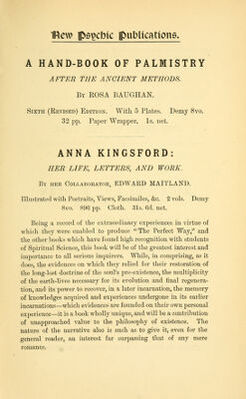 New Psychic Publications.
A HAND-BOOK OF PALMISTRY
AFTER THE ANCIENT METHODS.
BY ROSA BAUGHAN.
SIXTH (REVISED) EDITION. With 5 Plates. Demy 8vo.
32 pp. Paper Wrapper, 1s. net.
ANNA KINGSFORD:
HER LIFE, LETTERS, AND WORK.
BY HER COLLABORATOR, EDWARD MAITLAND.
Illustrated with Portraits, Views, Facsimiles, &c. 2 vols. Demy
8vo. 896 pp. Cloth. 31s. 6d. net.
Being a record of the extraordinary experiences in virtue of
which they were enabled to produce "The Perfect Way," and
the other books which have found high recognition with students
of Spiritual Science, this book will be of the greatest interest and
importance to all serious inquirers. While, in comprising, as it
does, the evidences on which they relied for their restoration of
the long-lost doctrine of the soul's pre-existence, the multiplicity
of the earth-lives necessary for its evolution and final regenera-
tion, and its power to recover, in a later incarnation, the memory
of knowledges acquired and experiences undergone in its earlier
incarnations—which evidences are founded on their own personal
experience—it is a book wholly unique, and will be a contribution
of unapproached value to the philosophy of existence. The
nature of the narrative also is such as to give it, even for the
general reader, an interest far surpassing that of any mere
romance.